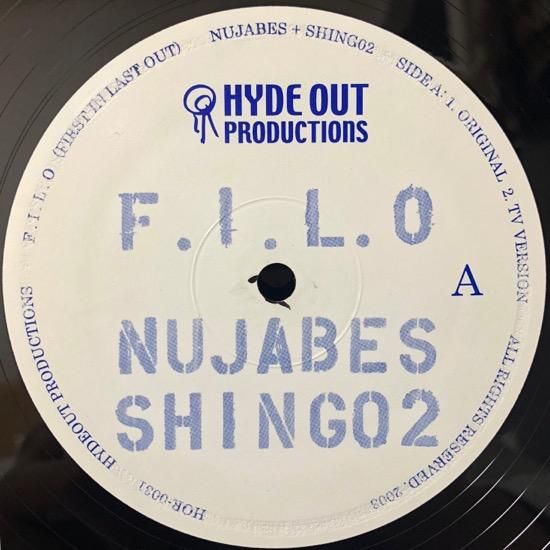 HYDE OUT
PRODUCTIONS
F.I.L.O
A
NUJABES
SHING02
HYDEOUT PRODUCTIONS F.I.L.O (FIRST IN LAST OUT) NUJABES + SHING02 SIDE A: 1. ORIGINAL 2. TV VERSION ALL RIGHTS RESERVED. 2003 HOR-0031